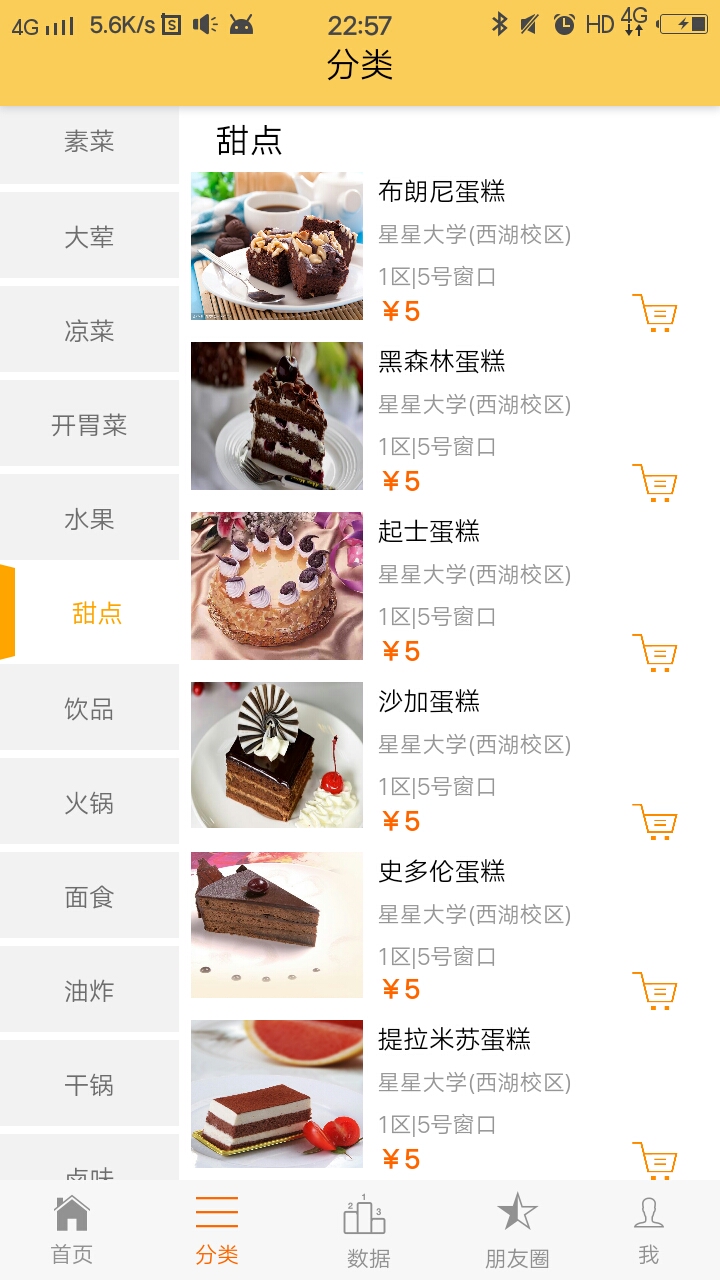 4G 5.6K/s S 22:57 HD 4G
分类
素菜
大荤
凉菜
开胃菜
水果
甜点
饮品
火锅
面食
油炸
干锅
卤味
甜点
布朗尼蛋糕
星星大学(西湖校区)
1区|5号窗口
¥5
黑森林蛋糕
星星大学(西湖校区)
1区|5号窗口
¥5
起士蛋糕
星星大学(西湖校区)
1区|5号窗口
¥5
沙加蛋糕
星星大学(西湖校区)
1区|5号窗口
¥5
史多伦蛋糕
星星大学(西湖校区)
1区|5号窗口
¥5
提拉米苏蛋糕
星星大学(西湖校区)
1区|5号窗口
¥5
2 1 3
首页 分类 数据 朋友圈 我